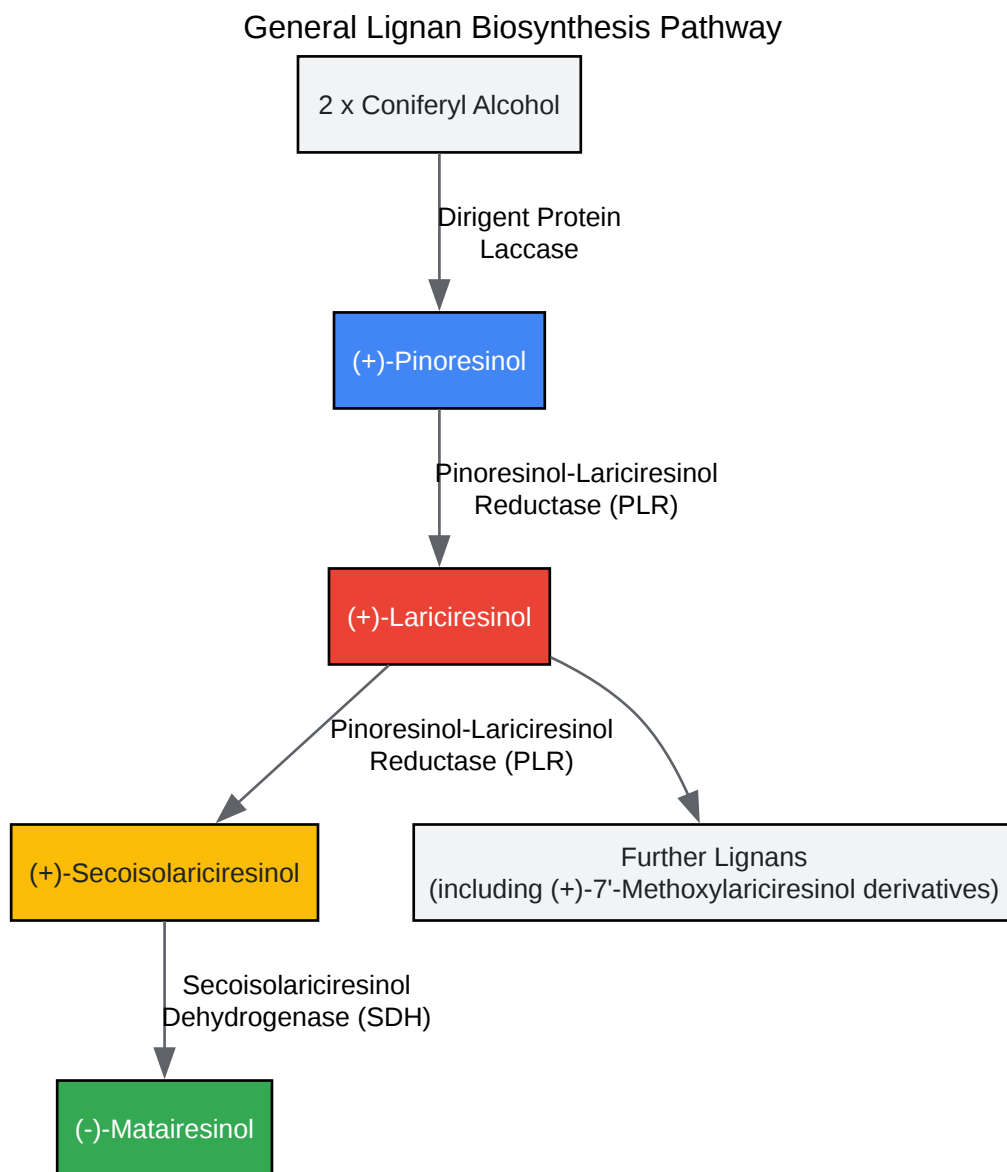 General Lignan Biosynthesis Pathway
2 x Coniferyl Alcohol
Dirigent Protein
Laccase
(+)-Pinoresinol
Pinoresinol-Lariciresinol
Reductase (PLR)
(+)-Lariciresinol
Pinoresinol-Lariciresinol
Reductase (PLR)
(+)-Secoisolariciresinol
Further Lignans
(including (+)-7'-Methoxylariciresinol derivatives)
Secoisolariciresinol
Dehydrogenase (SDH)
(-)-Matairesinol